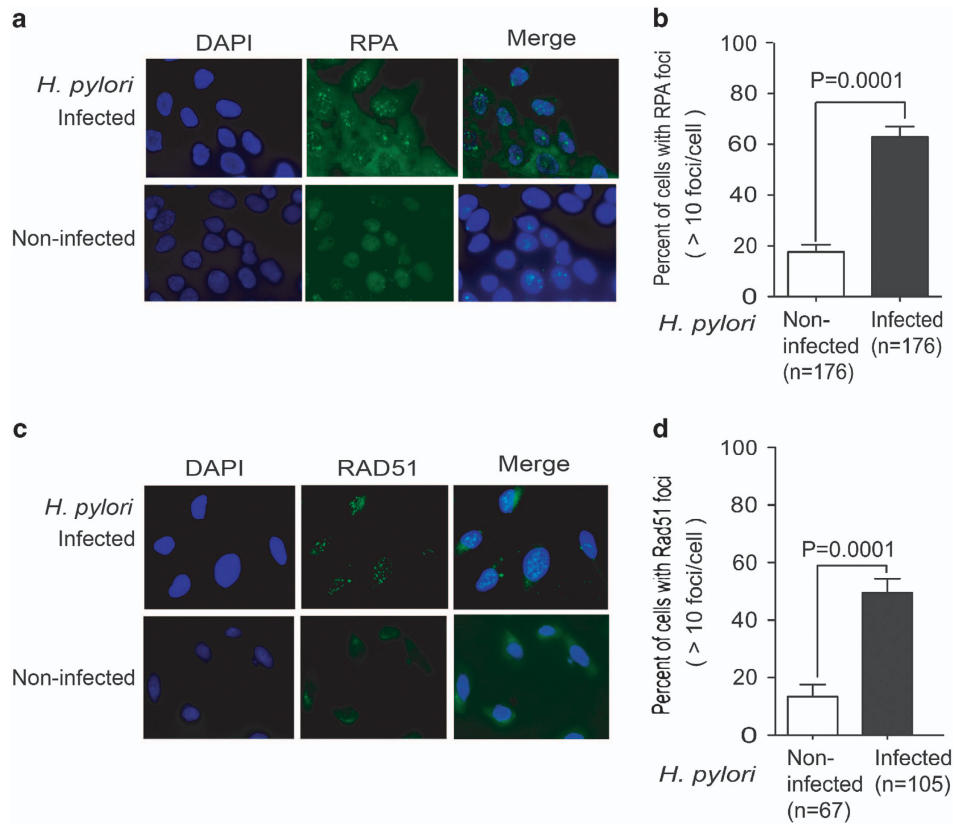 a
DAPI RPA Merge
H. pylori
Infected
Non-infected
b
Percent of cells with RPA foci
( > 10 foci/cell )
100
80
60
40
20
0
P=0.0001
H. pylori
Non-
infected
(n=176)
Infected
(n=176)
c
DAPI RAD51 Merge
H. pylori
Infected
Non-infected
d
Percent of cells with Rad51 foci
( > 10 foci/cell )
100
80
60
40
20
0
P=0.0001
H. pylori
Non-
infected
(n=67)
Infected
(n=105)